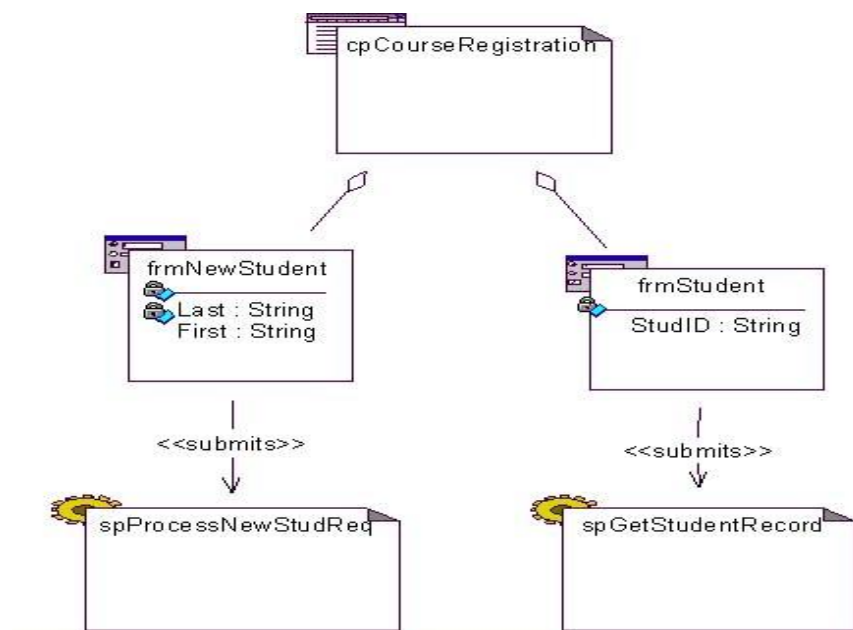 cpCourseRegistration
frmNewStudent
Last : String
First : String
<<submits>>
spProcessNewStudReq
frmStudent
StudID : String
<<submits>>
spGetStudentRecord